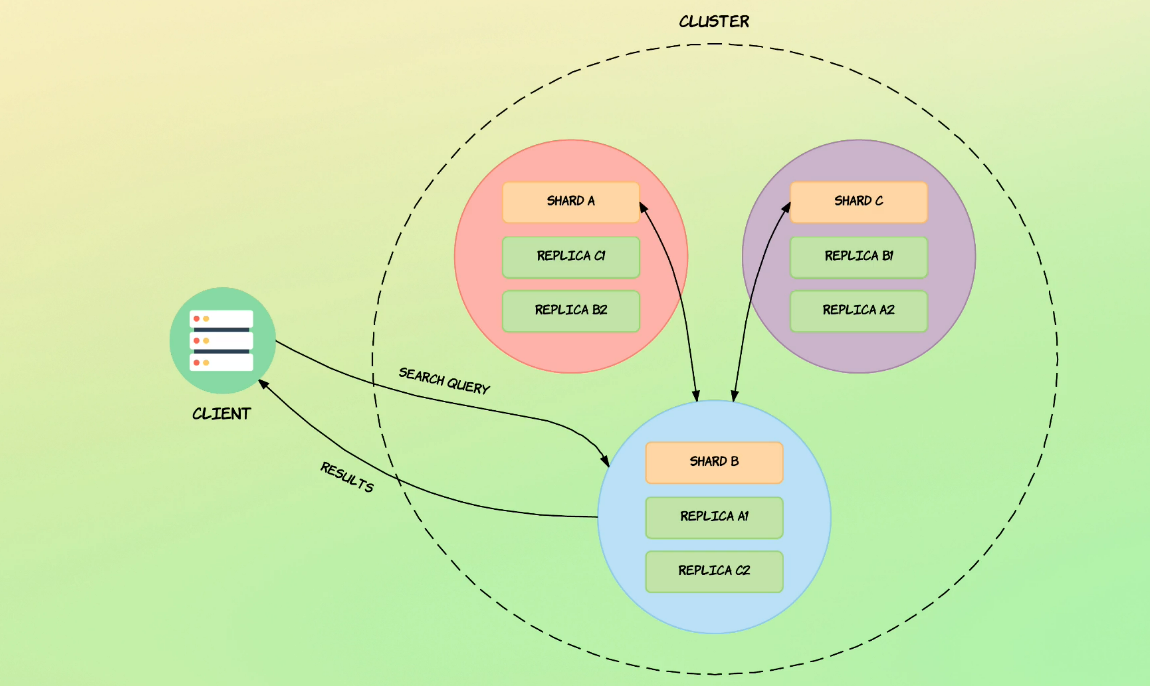 CLUSTER
SHARD A
REPLICA C1
REPLICA B2
SHARD C
REPLICA B1
REPLICA A2
SEARCH QUERY
CLIENT
RESULTS
SHARD B
REPLICA A1
REPLICA C2